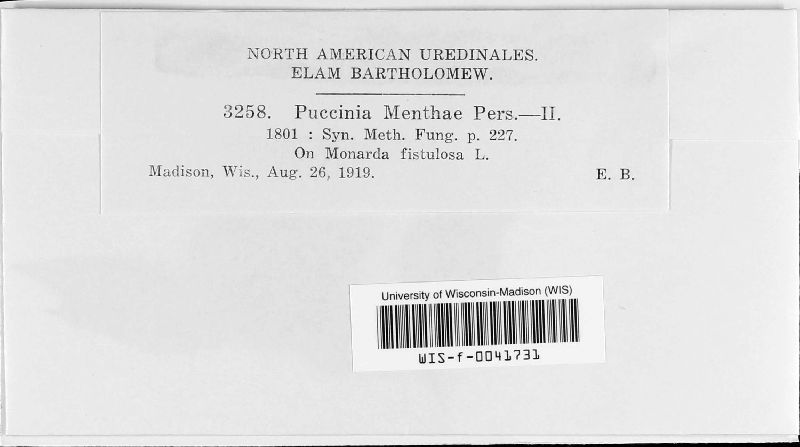 NORTH AMERICAN UREDINALES.
ELAM BARTHOLOMEW.
3258. Puccinia Menthae Pers.—II.
1801 : Syn. Meth. Fung. p. 227.
On Monarda fistulosa L.
Madison, Wis., Aug. 26, 1919. E. B.
University of Wisconsin-Madison (WIS)
WIS-f-0041731